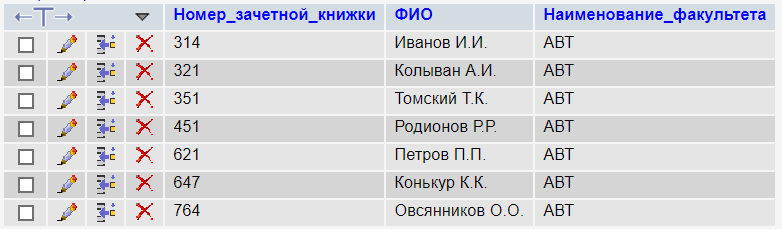 Номер_зачетной_книжки ФИО Наименование_факультета
314 Иванов И.И. АВТ
321 Колыван А.И. АВТ
351 Томский Т.К. АВТ
451 Родионов Р.Р. АВТ
621 Петров П.П. АВТ
647 Конькур К.К. АВТ
764 Овсянников О.О. АВТ